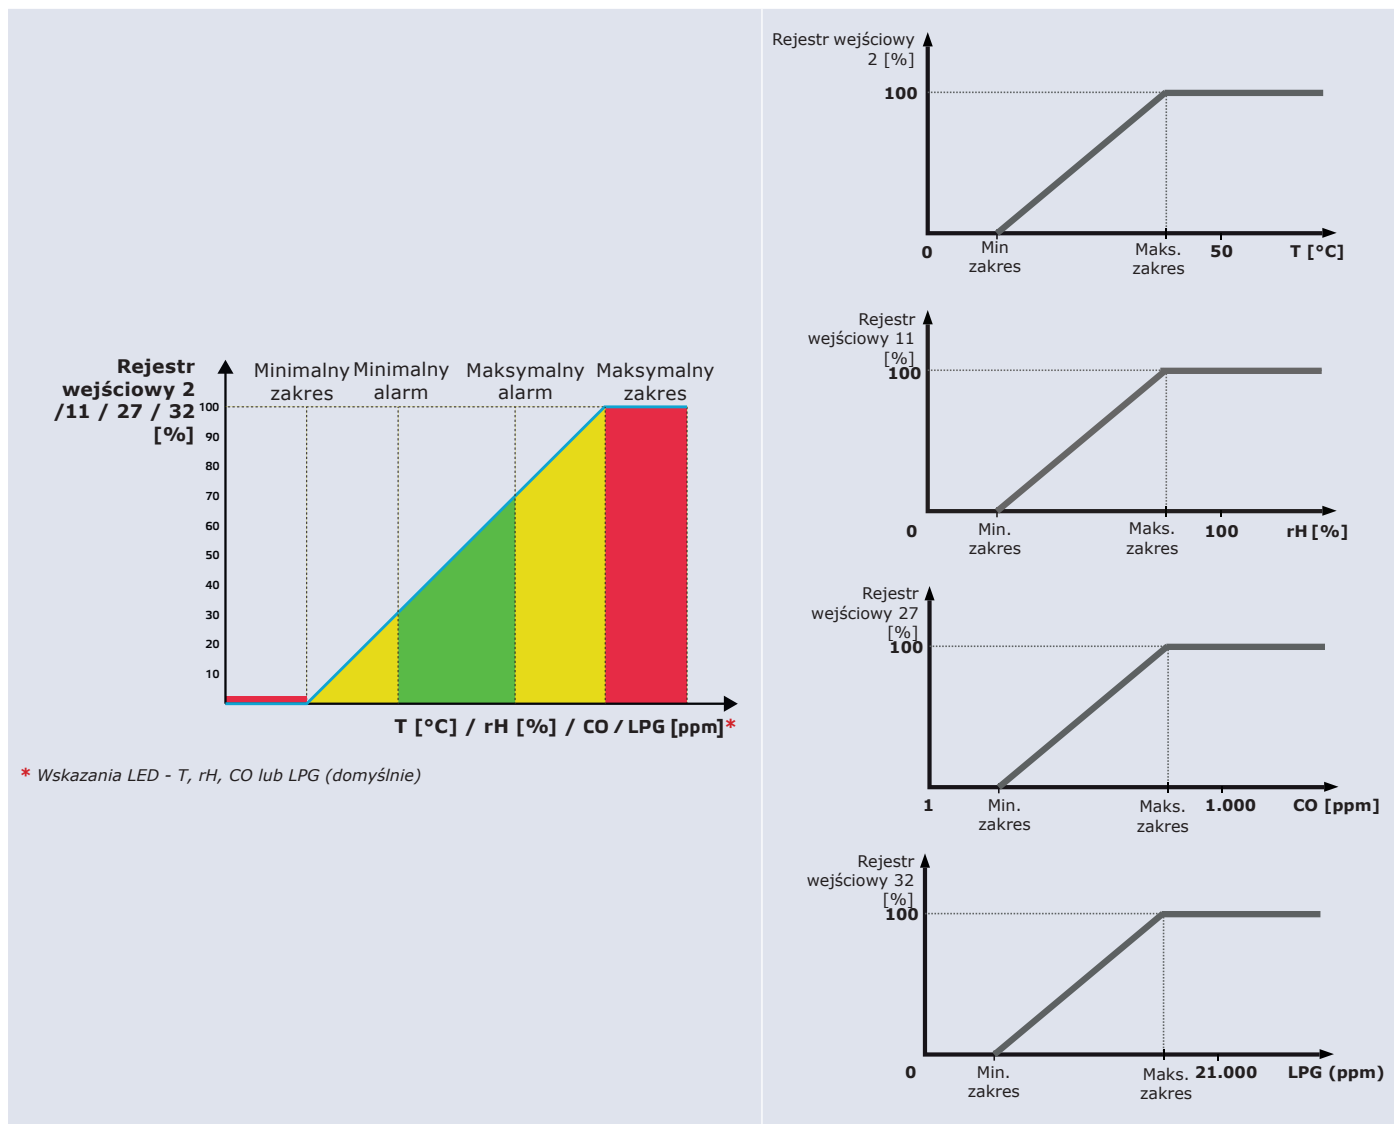 Rejestr
wejściowy 2
/11 / 27 / 32
[%]
Minimalny
zakres
Minimalny
alarm
Maksymalny
alarm
Maksymalny
zakres
100
90
80
70
60
50
40
30
20
10
T [°C] / rH [%] / CO / LPG [ppm]*
* Wskazania LED - T, rH, CO lub LPG (domyślnie)
Rejestr wejściowy
2 [%]
100
0
Min
zakres
Maks.
zakres
50
T [°C]
Rejestr
wejściowy 11
[%]
100
0
Min.
zakres
Maks.
zakres
100
rH [%]
Rejestr
wejściowy 27
[%]
100
1
Min.
zakres
Maks.
zakres
1.000
CO [ppm]
Rejestr
wejściowy 32
[%]
100
0
Min.
zakres
Maks.
zakres
21.000
LPG (ppm)